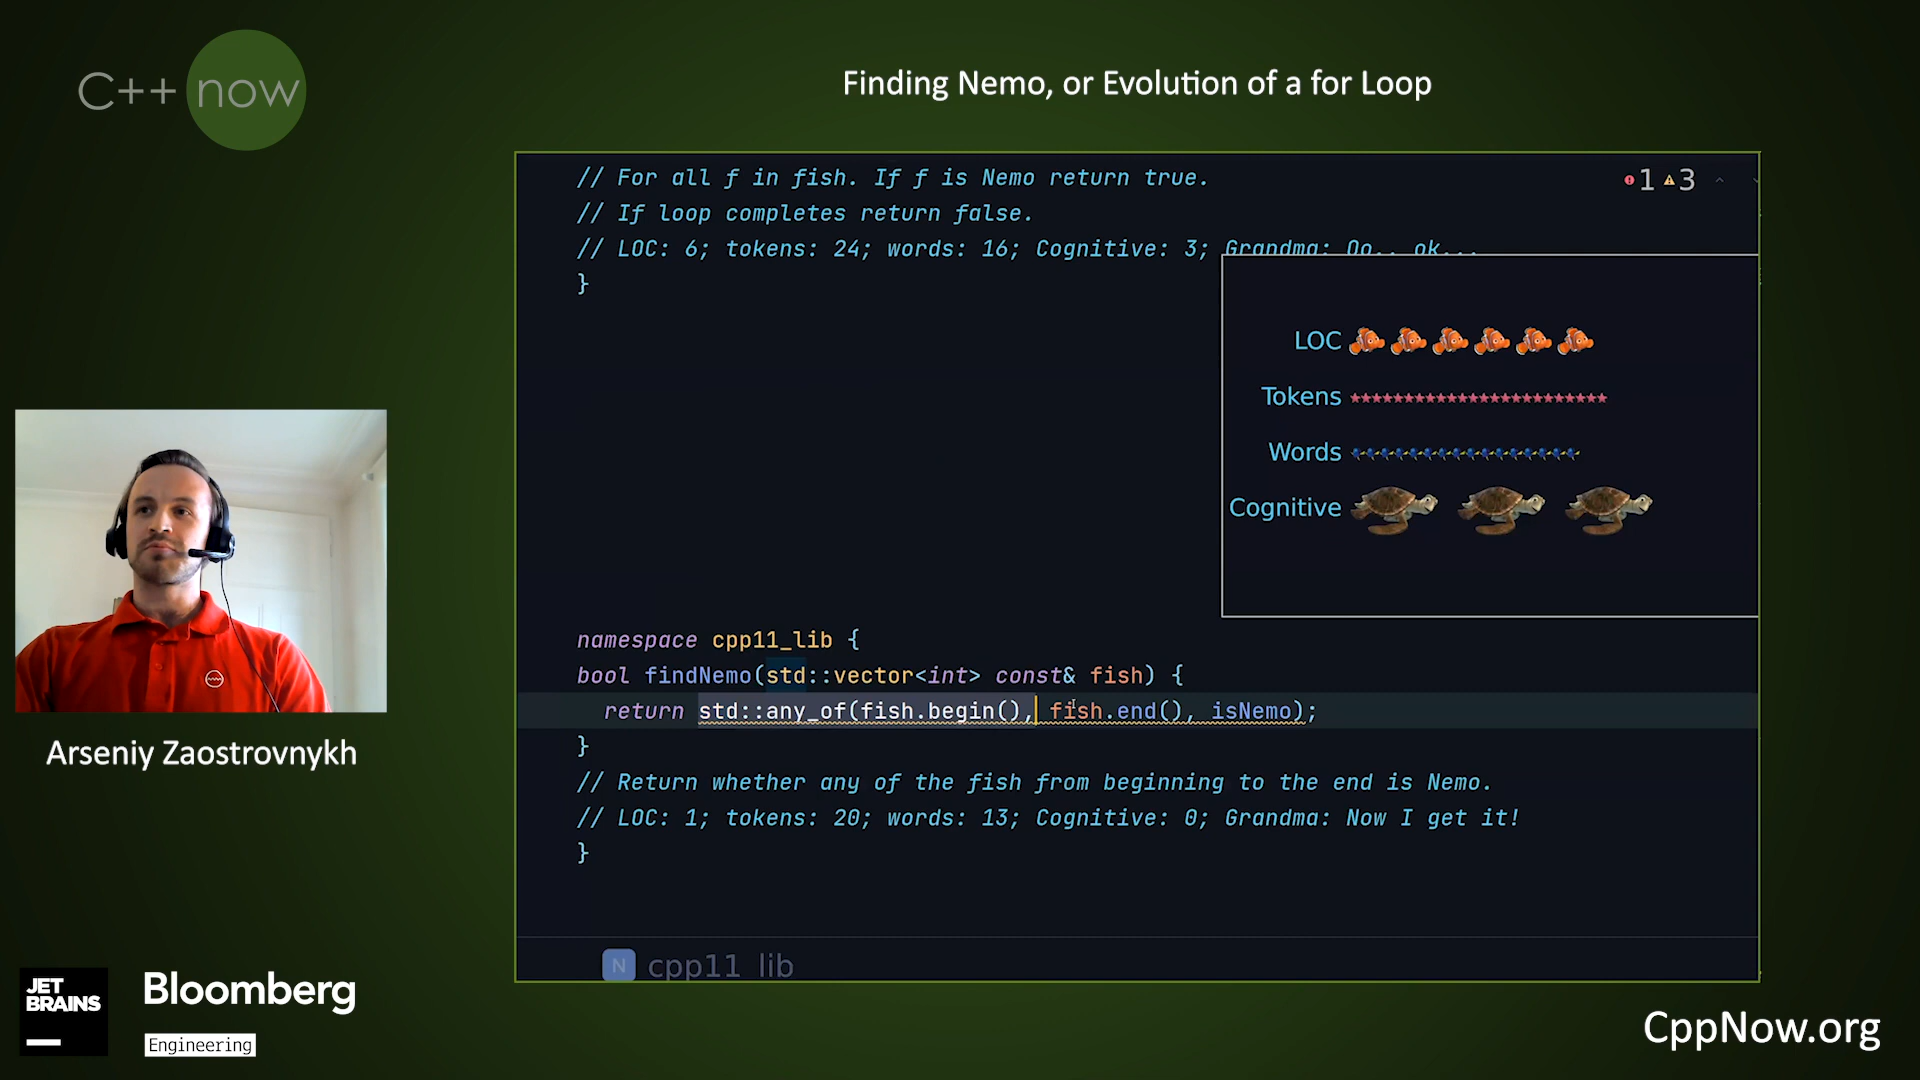 C++ now
Finding Nemo, or Evolution of a for Loop
// For all f in fish. If f is Nemo return true.
// If loop completes return false.
// LOC: 6; tokens: 24; words: 16; Cognitive: 3; Grandma: Oo.. ok...
}
1 3
LOC
Tokens
Words
Cognitive
namespace cpp11_lib {
bool findNemo(std::vector<int> const& fish) {
return std::any_of(fish.begin(), fish.end(), isNemo);
}
// Return whether any of the fish from beginning to the end is Nemo.
// LOC: 1; tokens: 20; words: 13; Cognitive: 0; Grandma: Now I get it!
}
N cpp11_lib
Arseniy Zaostrovnykh
JET
BRAINS
Bloomberg
Engineering
CppNow.org